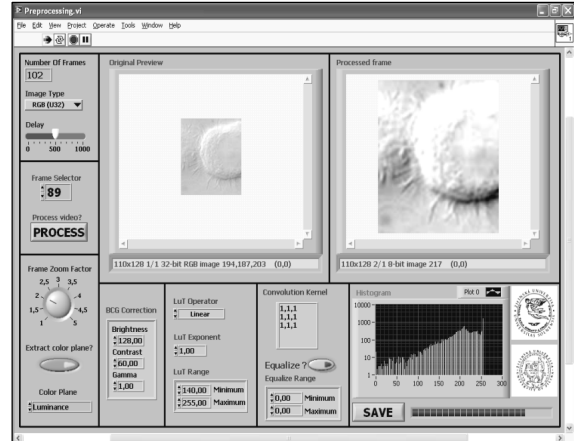 Preprocessing.vi
File Edit View Project Operate Tools Window Help
Number Of Frames
102
Image Type
RGB (U32)
Delay
0 500 1000
Frame Selector
89
Process video?
PROCESS
Frame Zoom Factor
2,5 3 3,5
2 4
1,5 4,5
1 5
Extract color plane?
Color Plane
Luminance
Original Preview
110x128 1/1 32-bit RGB image 194,187,203 (0,0)
Processed frame
110x128 2/1 8-bit image 217 (0,0)
BCG Correction
Brightness
128,00
Contrast
60,00
Gamma
1,00
LuT Operator
Linear
LuT Exponent
1,00
LuT Range
140,00 Minimum
255,00 Maximum
Convolution Kernel
1,1,1
1,1,1
1,1,1
Equalize ?
Equalize Range
0,00 Minimum
0,00 Maximum
Histogram
Plot 0
10000
1000
100
10
1
0 50 100 150 200 250 300
SAVE